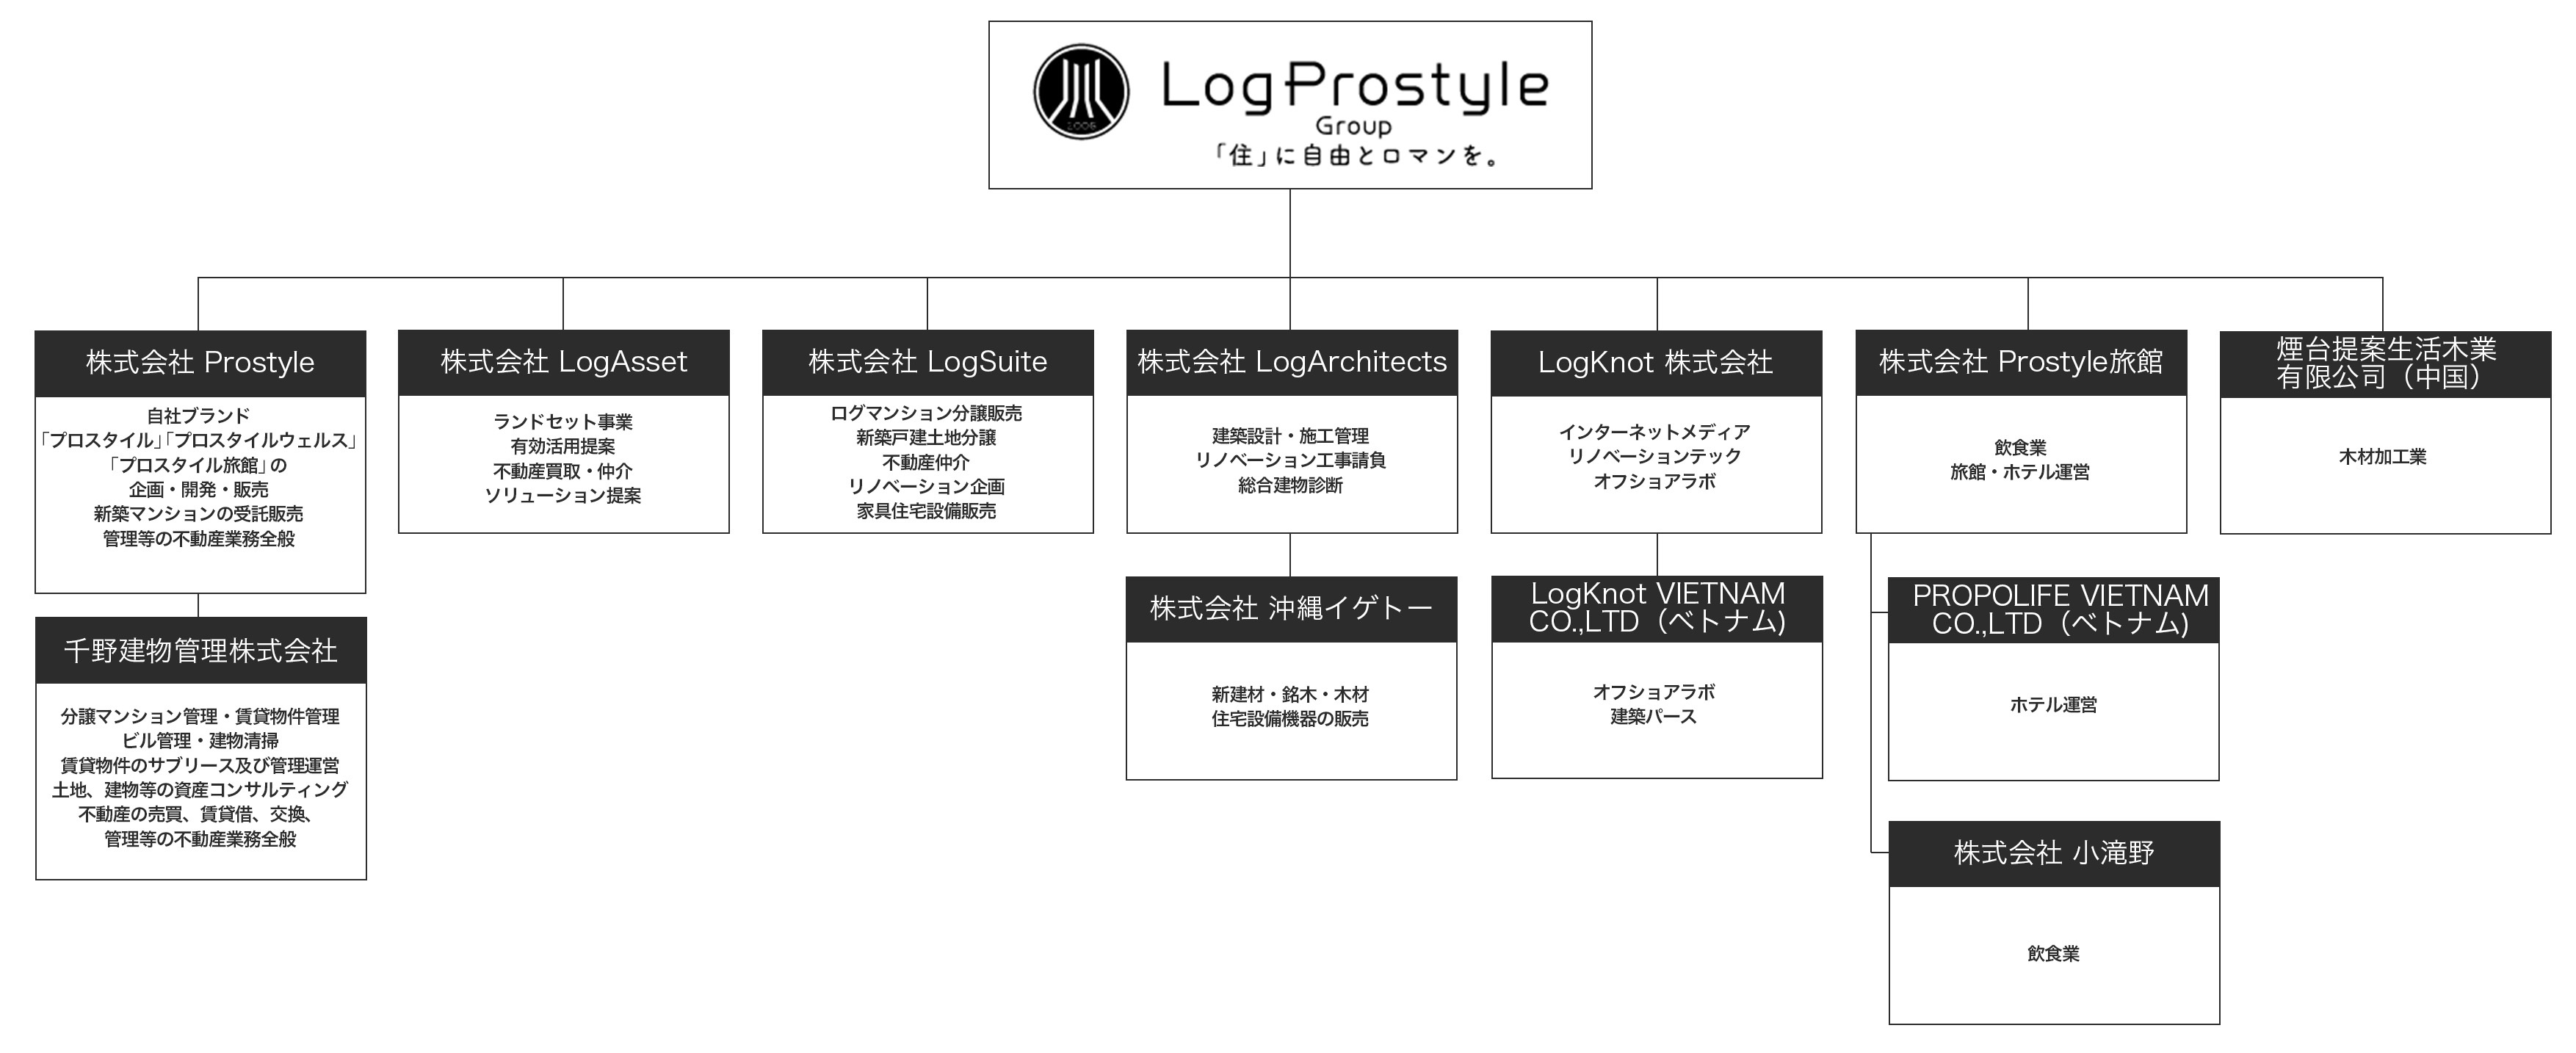 LogProstyle
Group
「住」に自由とロマンを。
株式会社 Prostyle
自社ブランド
「プロスタイル」「プロスタイルウェルス」
「プロスタイル旅館」の
企画・開発・販売
新築マンションの受託販売
管理等の不動産業務全般
千野建物管理株式会社
分譲マンション管理・賃貸物件管理
ビル管理・建物清掃
賃貸物件のサブリース及び管理運営
土地、建物等の資産コンサルティング
不動産の売買、賃貸借、交換、
管理等の不動産業務全般
株式会社 LogAsset
ランドセット事業
有効活用提案
不動産買取・仲介
ソリューション提案
株式会社 LogSuite
ログマンション分譲販売
新築戸建土地分譲
不動産仲介
リノベーション企画
家具住宅設備販売
株式会社 LogArchitects
建築設計・施工管理
リノベーション工事請負
総合建物診断
株式会社 沖縄イゲトー
新建材・銘木・木材
住宅設備機器の販売
LogKnot 株式会社
インターネットメディア
リノベーションテック
オフショアラボ
LogKnot VIETNAM
CO.,LTD（ベトナム)
オフショアラボ
建築パース
株式会社 Prostyle旅館
飲食業
旅館・ホテル運営
PROPOLIFE VIETNAM
CO.,LTD（ベトナム)
ホテル運営
株式会社 小滝野
飲食業
煙台提案生活木業
有限公司（中国）
木材加工業